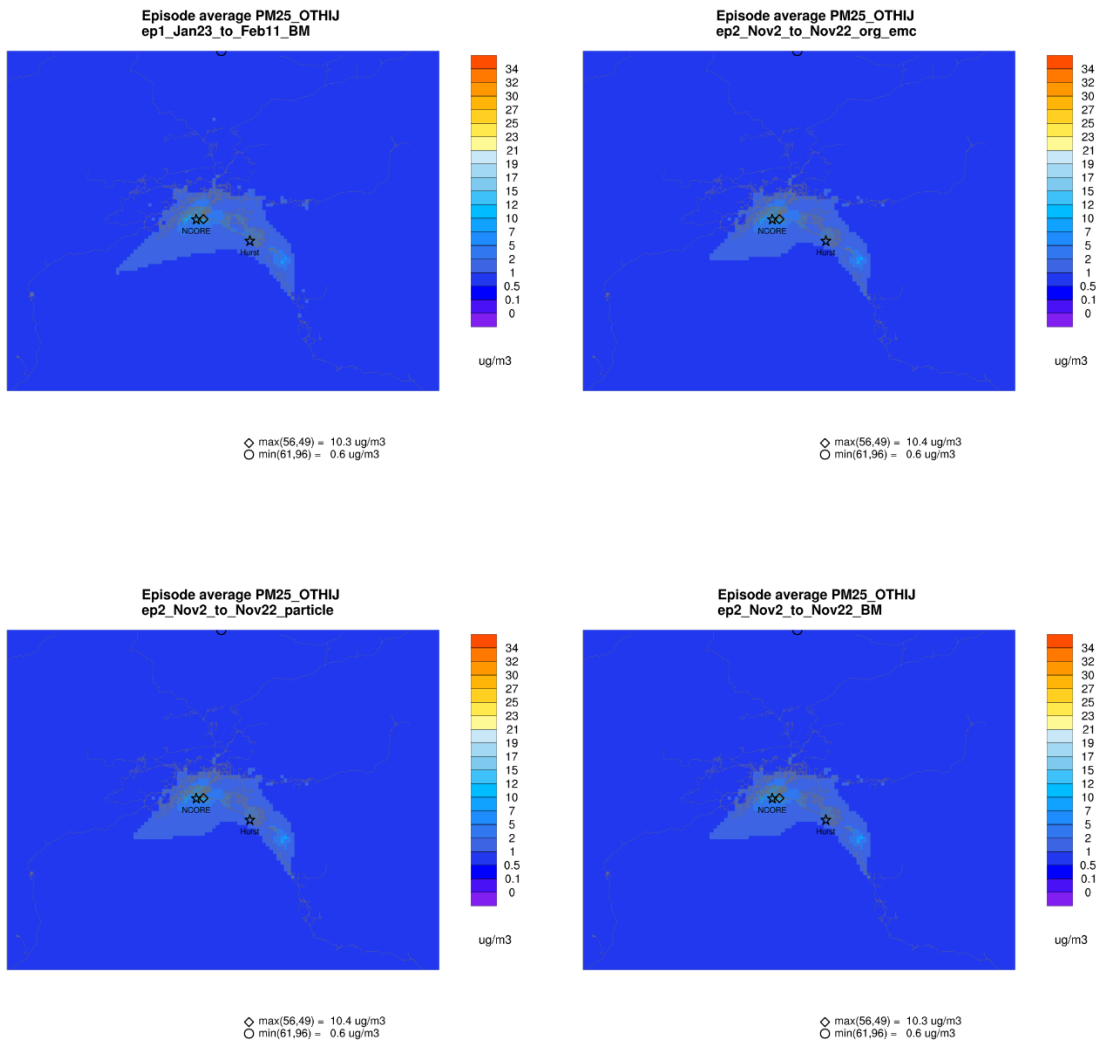 Episode average PM25_OTHIJ
ep1_Jan23_to_Feb11_BM
34
32
30
27
25
23
21
19
17
15
12
10
7
5
2
1
0.5
0.1
0
ug/m3
NCORE
Hurst
max(56,49) = 10.3 ug/m3
min(61,96) = 0.6 ug/m3
Episode average PM25_OTHIJ
ep2_Nov2_to_Nov22_org_emc
34
32
30
27
25
23
21
19
17
15
12
10
7
5
2
1
0.5
0.1
0
ug/m3
NCORE
Hurst
max(56,49) = 10.4 ug/m3
min(61,96) = 0.6 ug/m3
Episode average PM25_OTHIJ
ep2_Nov2_to_Nov22_particle
34
32
30
27
25
23
21
19
17
15
12
10
7
5
2
1
0.5
0.1
0
ug/m3
NCORE
Hurst
max(56,49) = 10.4 ug/m3
min(61,96) = 0.6 ug/m3
Episode average PM25_OTHIJ
ep2_Nov2_to_Nov22_BM
34
32
30
27
25
23
21
19
17
15
12
10
7
5
2
1
0.5
0.1
0
ug/m3
NCORE
Hurst
max(56,49) = 10.3 ug/m3
min(61,96) = 0.6 ug/m3